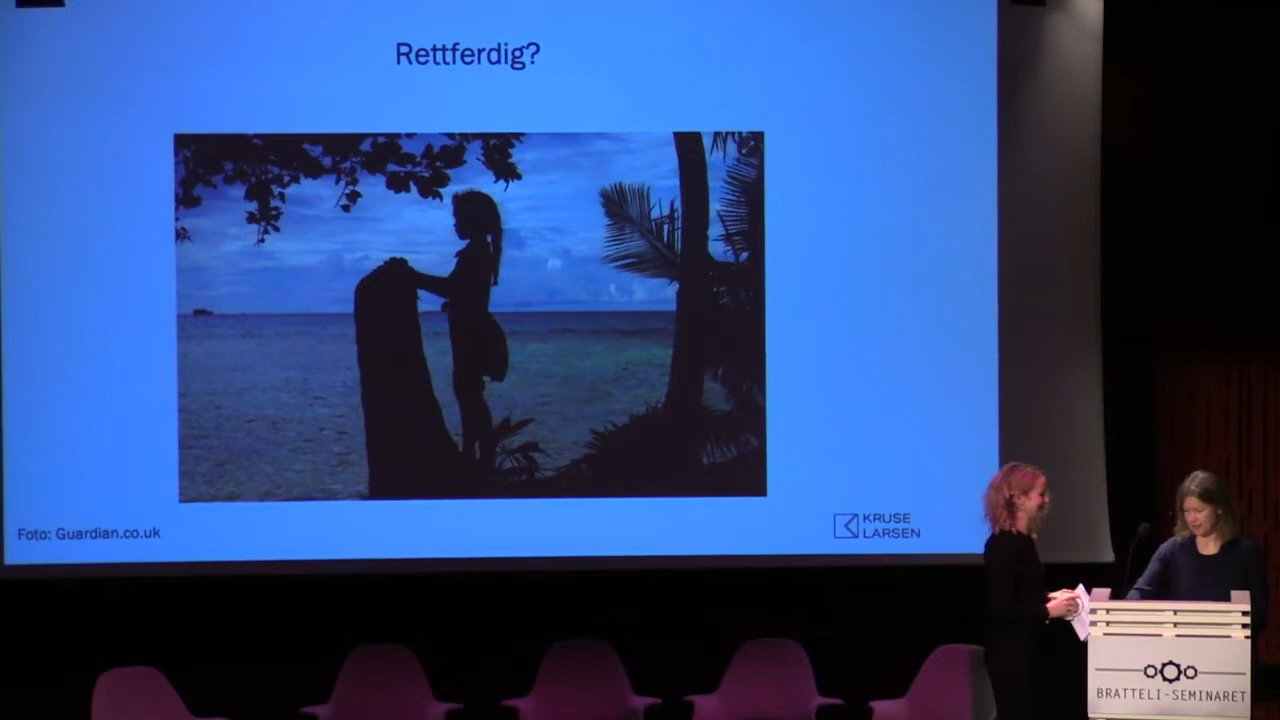 Rettferdig?
Foto: Guardian.co.uk
KRUSE
LARSEN
BRATTELI-SEMINARET